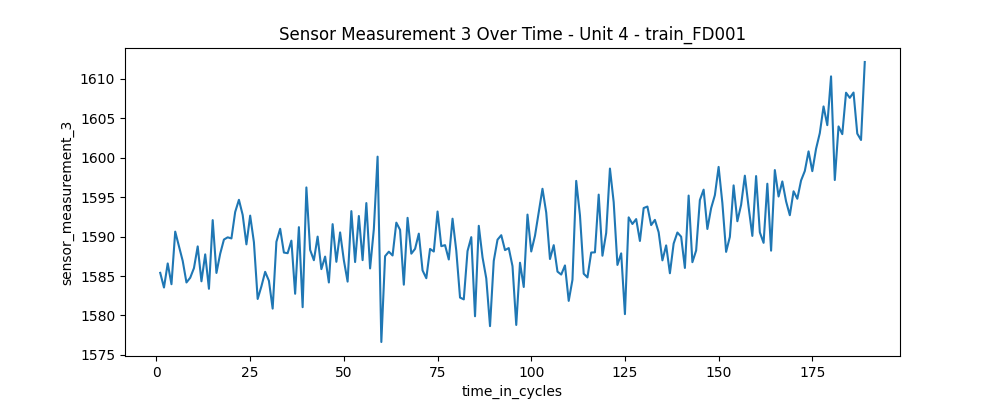 Sensor Measurement 3 Over Time - Unit 4 - train_FD001
sensor_measurement_3
1610
1605
1600
1595
1590
1585
1580
1575
0 25 50 75 100 125 150 175
time_in_cycles